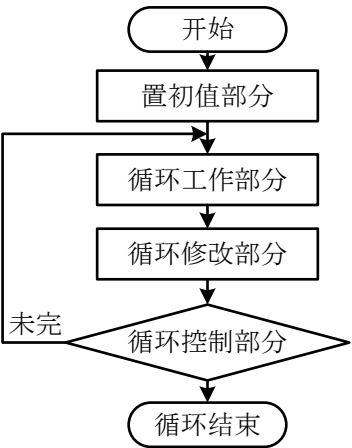 开始
置初值部分
循环工作部分
循环修改部分
未完
循环控制部分
循环结束